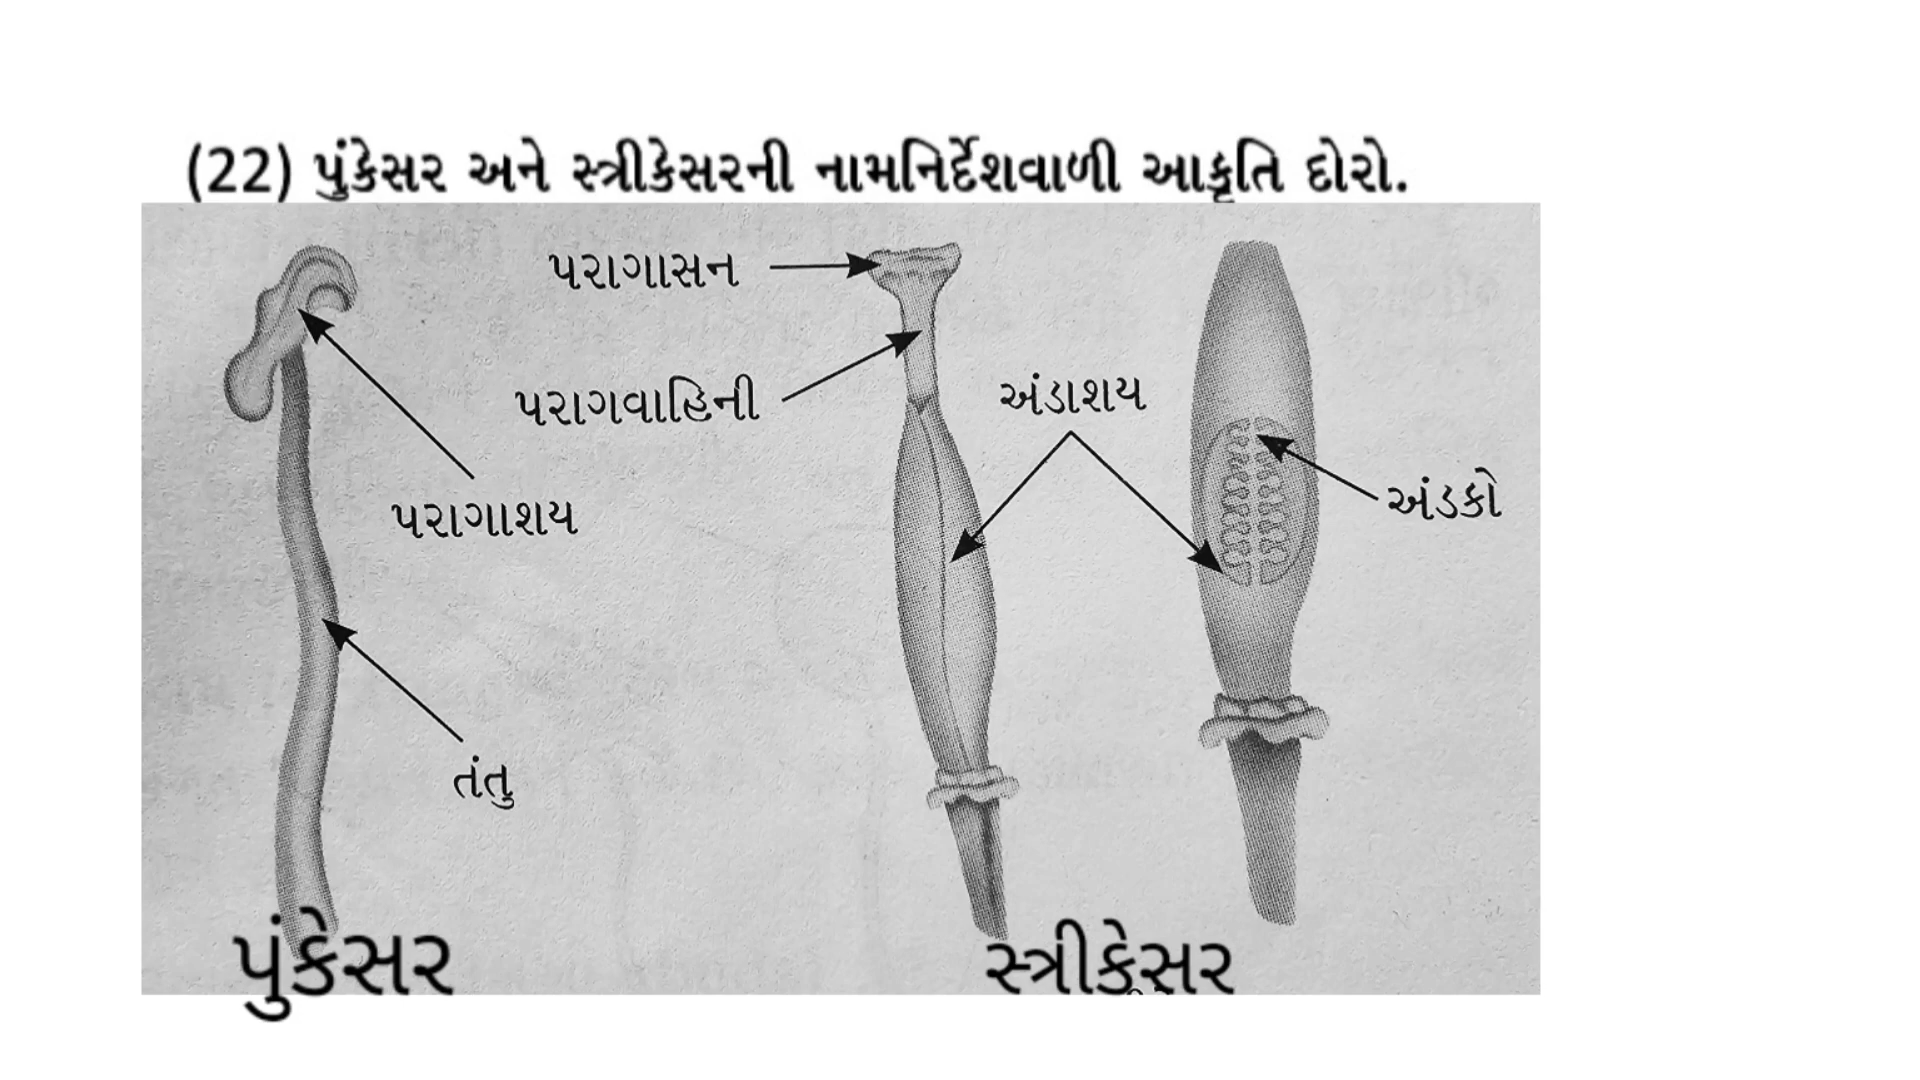 (22) પુંકેસર અને સ્ત્રીકેસરની નામનિર્દેશવાળી આકૃતિ દોરો.
પરાગાસન
પરાગવાહિની
અંડાશય
અંડકો
પરાગાશય
તંતુ
પુંકેસર
સ્ત્રીકેસર